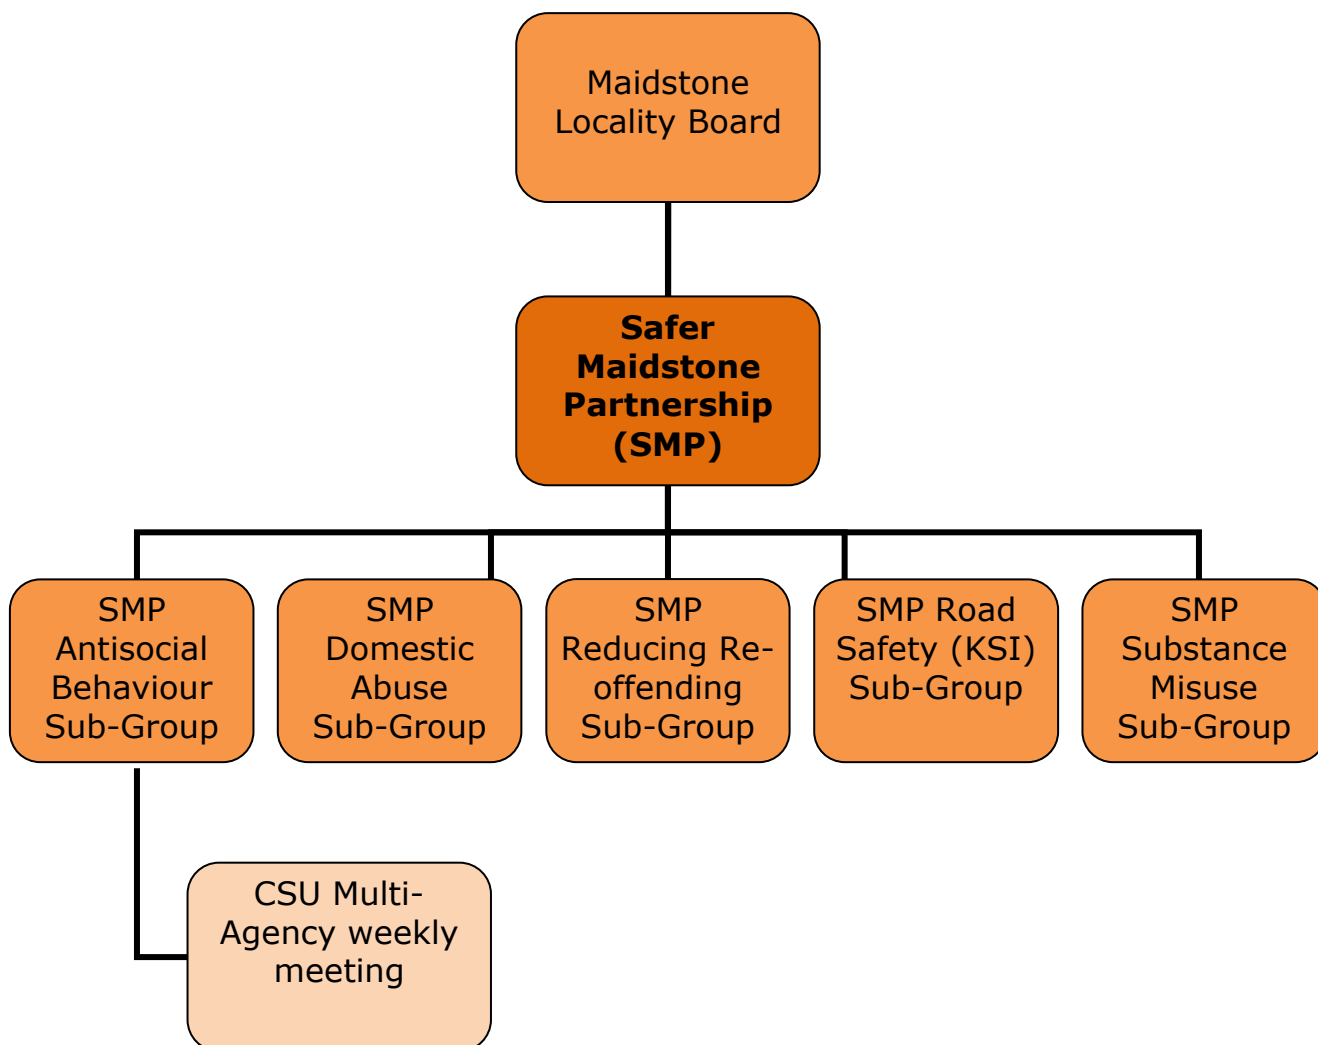 Maidstone
Locality Board
Safer
Maidstone
Partnership
(SMP)
SMP
Antisocial
Behaviour
Sub-Group
SMP
Domestic
Abuse
Sub-Group
SMP
Reducing Re-
offending
Sub-Group
SMP Road
Safety (KSI)
Sub-Group
SMP
Substance
Misuse
Sub-Group
CSU Multi-
Agency weekly
meeting